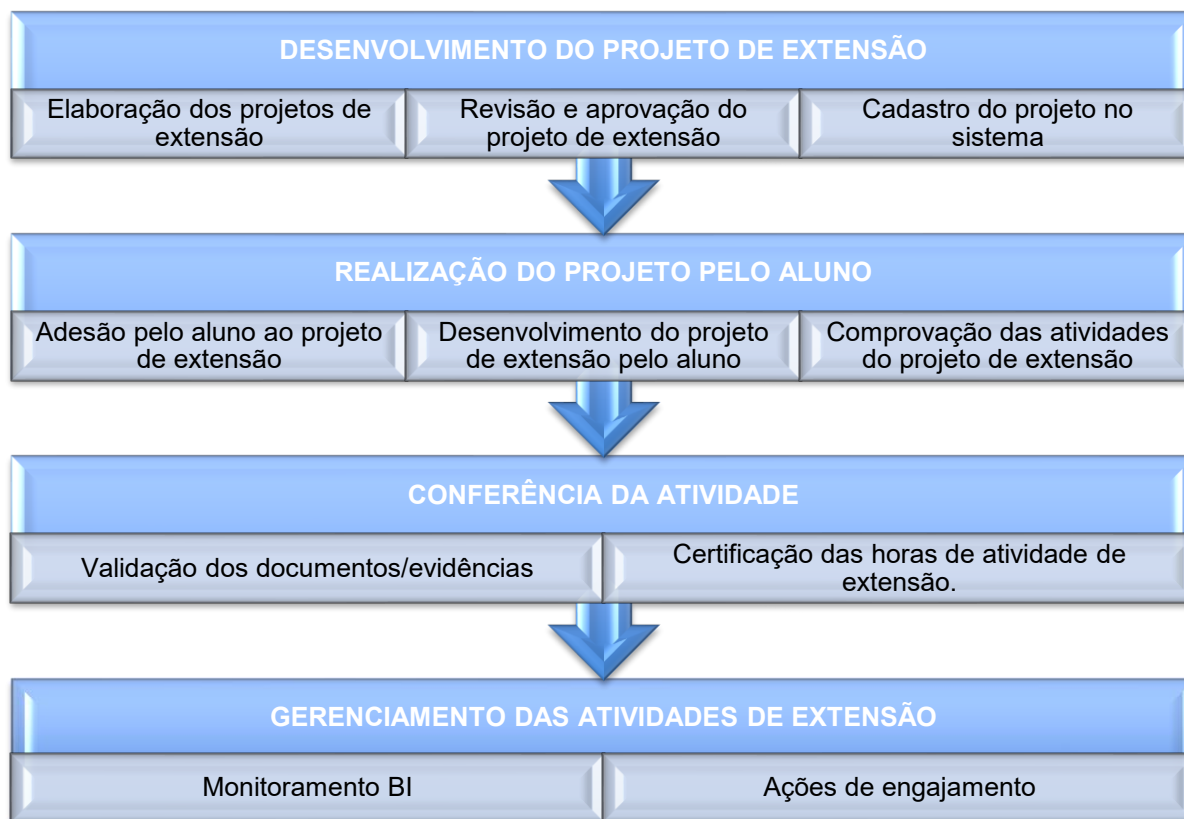 DESENVOLVIMENTO DO PROJETO DE EXTENSÃO
Elaboração dos projetos de
extensão
Revisão e aprovação do
projeto de extensão
Cadastro do projeto no
sistema
REALIZAÇÃO DO PROJETO PELO ALUNO
Adesão pelo aluno ao projeto
de extensão
Desenvolvimento do projeto
de extensão pelo aluno
Comprovação das atividades
do projeto de extensão
CONFERÊNCIA DA ATIVIDADE
Validação dos documentos/evidências
Certificação das horas de atividade de
extensão.
GERENCIAMENTO DAS ATIVIDADES DE EXTENSÃO
Monitoramento BI
Ações de engajamento